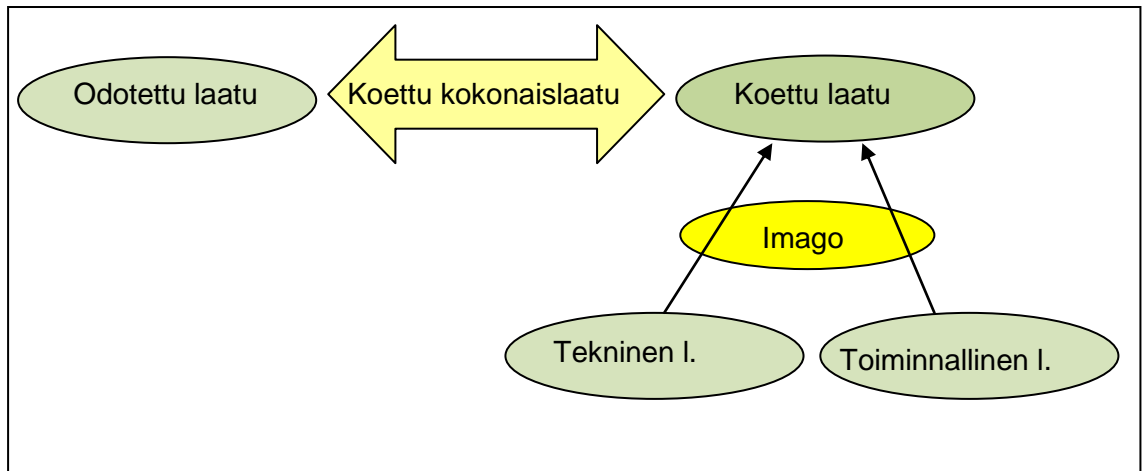 Odotettu laatu
Koettu kokonaislaatu
Koettu laatu
Imago
Tekninen l.
Toiminnallinen l.